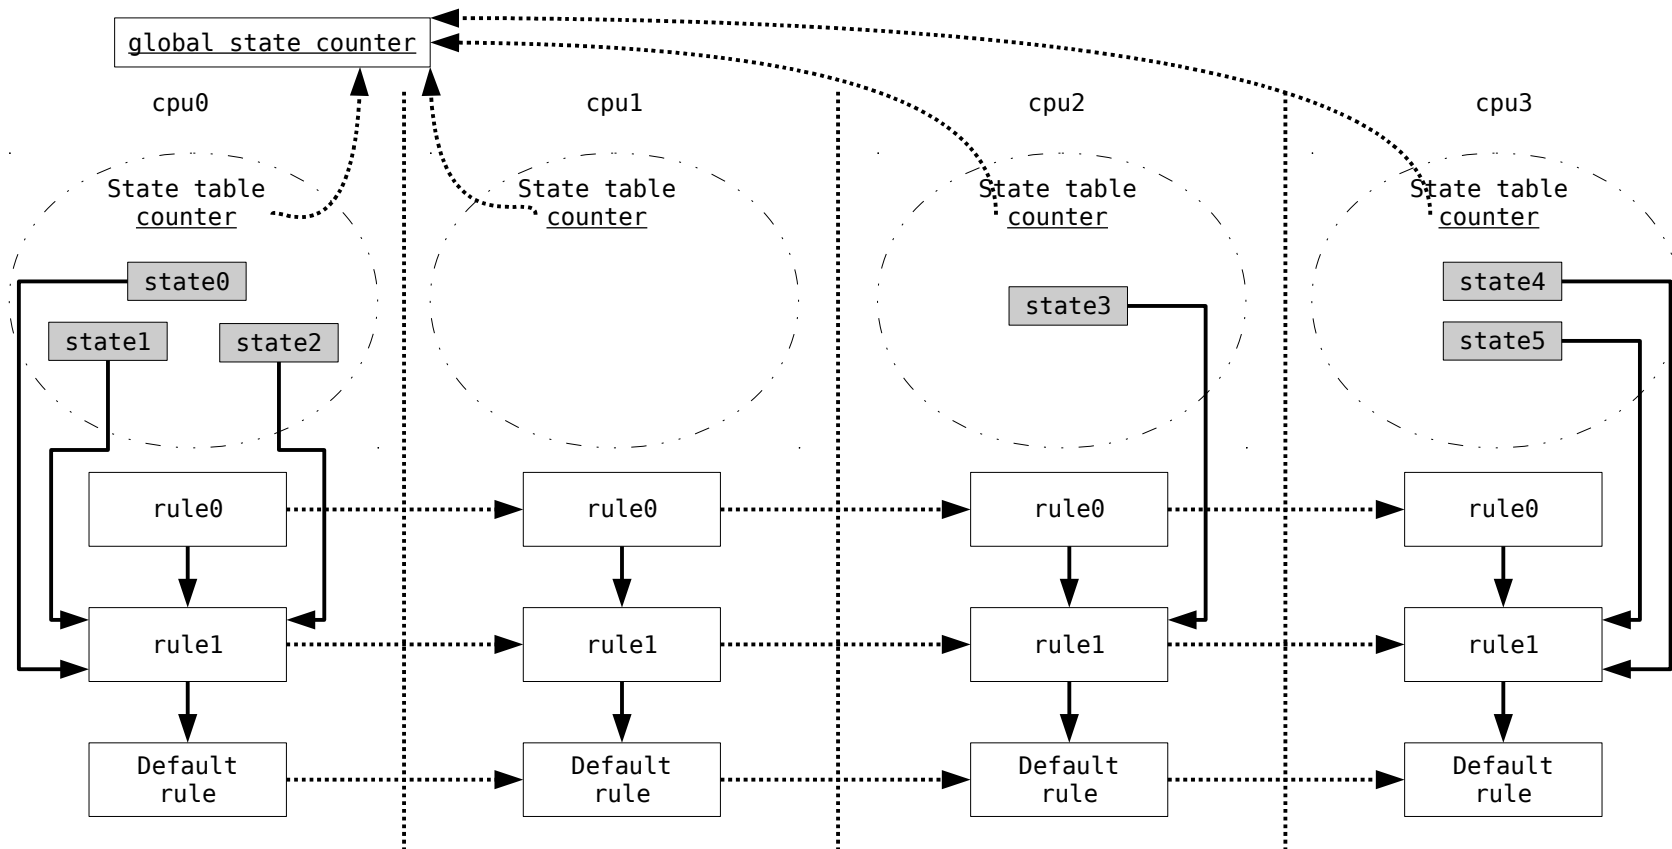 global state counter
cpu0
cpu1
cpu2
cpu3
State table
counter
State table
counter
State table
counter
State table
counter
state0
state1
state2
state3
state4
state5
rule0
rule0
rule0
rule0
rule1
rule1
rule1
rule1
Default
rule
Default
rule
Default
rule
Default
rule